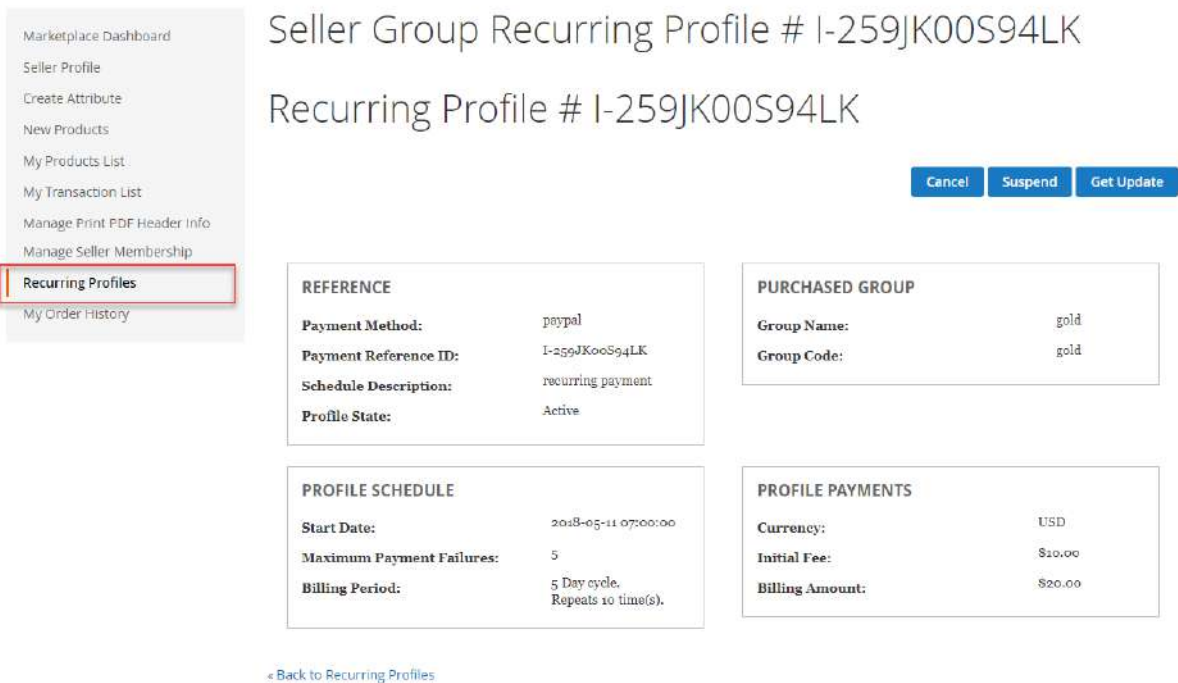 Marketplace Dashboard
Seller Profile
Create Attribute
New Products
My Products List
My Transaction List
Manage Print PDF Header Info
Manage Seller Membership
Recurring Profiles
My Order History
Seller Group Recurring Profile # I-259JK00S94LK
Recurring Profile # I-259JK00S94LK
Cancel Suspend Get Update
REFERENCE
Payment Method: paypal
Payment Reference ID: I-259JK00S94LK
Schedule Description: recurring payment
Profile State: Active
PURCHASED GROUP
Group Name: gold
Group Code: gold
PROFILE SCHEDULE
Start Date: 2018-05-11 07:00:00
Maximum Payment Failures: 5
Billing Period: 5 Day cycle.
Repeats 10 time(s).
PROFILE PAYMENTS
Currency: USD
Initial Fee: $10.00
Billing Amount: $20.00
« Back to Recurring Profiles